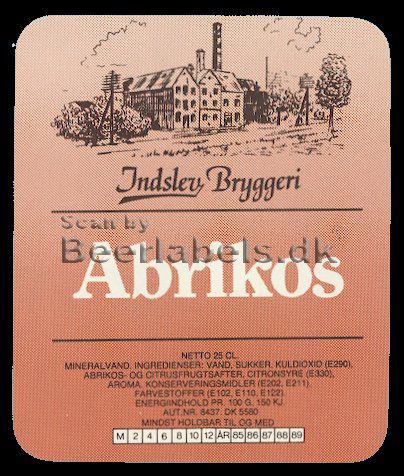 Indslev Bryggeri
Scan by
Beerlabels.dk
Abrikos
NETTO 25 CL.
MINERALVAND. INGREDIENSER: VAND, SUKKER, KULDIOXID (E290),
ABRIKOS- OG CITRUSFRUGTSAFTER, CITRONSYRE (E330),
AROMA, KONSERVERINGSMIDLER (E202, E211).
FARVESTOFFER (E102, E110, E122).
ENERGIINDHOLD PR. 100 G. 150 KJ.
AUT.NR. 8437. DK 5580
MINDST HOLDBAR TIL OG MED
M 2 4 6 8 10 12 ÅR 85 86 87 88 89